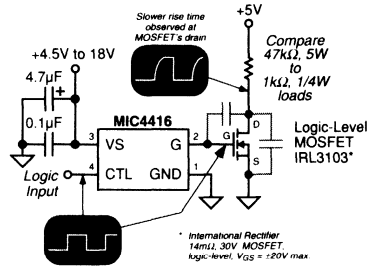 Slower rise time
observed at
MOSFET's drain
+5V
Compare
47kΩ, 5W
to
1kΩ, 1/4W
loads
+4.5V to 18V
4.7µF
+
0.1µF
MIC4416
3 VS G 2
4 CTL GND 1
Logic
Input
G
D
S
Logic-Level
MOSFET
IRL3103*
* International Rectifier
14mΩ, 30V MOSFET,
logic-level, VGS = ±20V max.